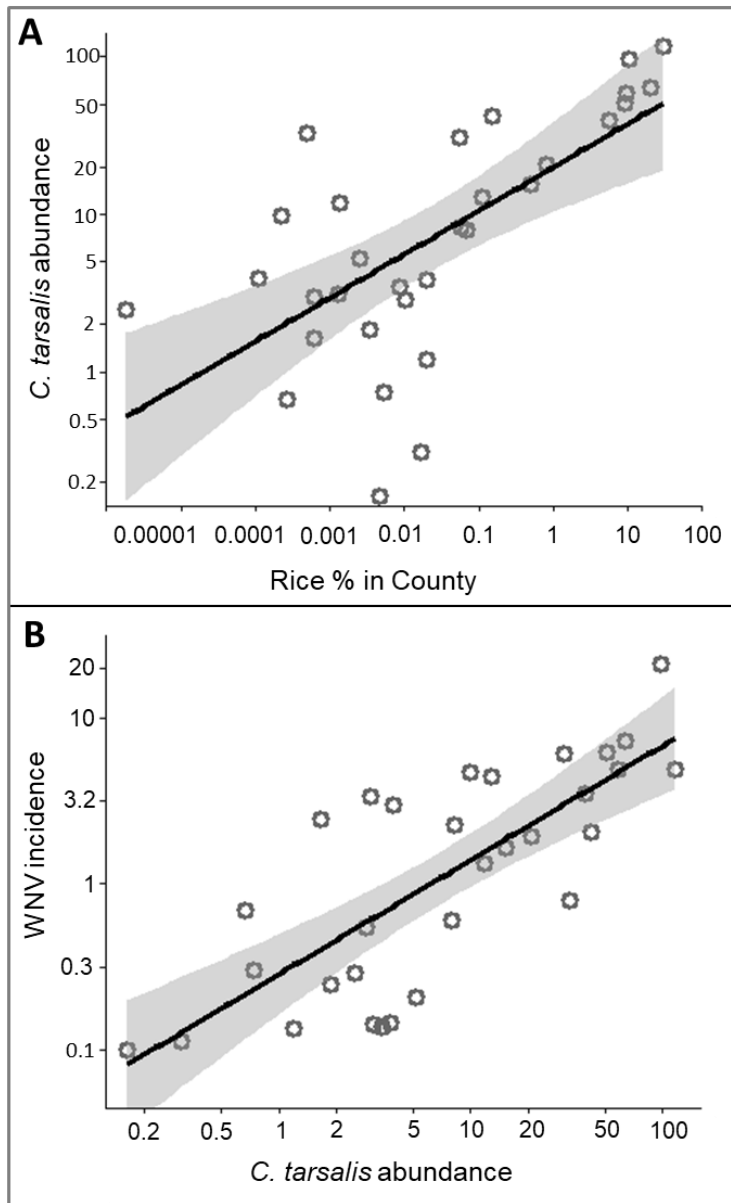 A
100
50
20
10
5
2
1
0.5
0.2
C. tarsalis abundance
0.00001 0.0001 0.001 0.01 0.1 1 10 100
Rice % in County
B
20
10
3.2
1
0.3
0.1
WNV incidence
0.2 0.5 1 2 5 10 20 50 100
C. tarsalis abundance